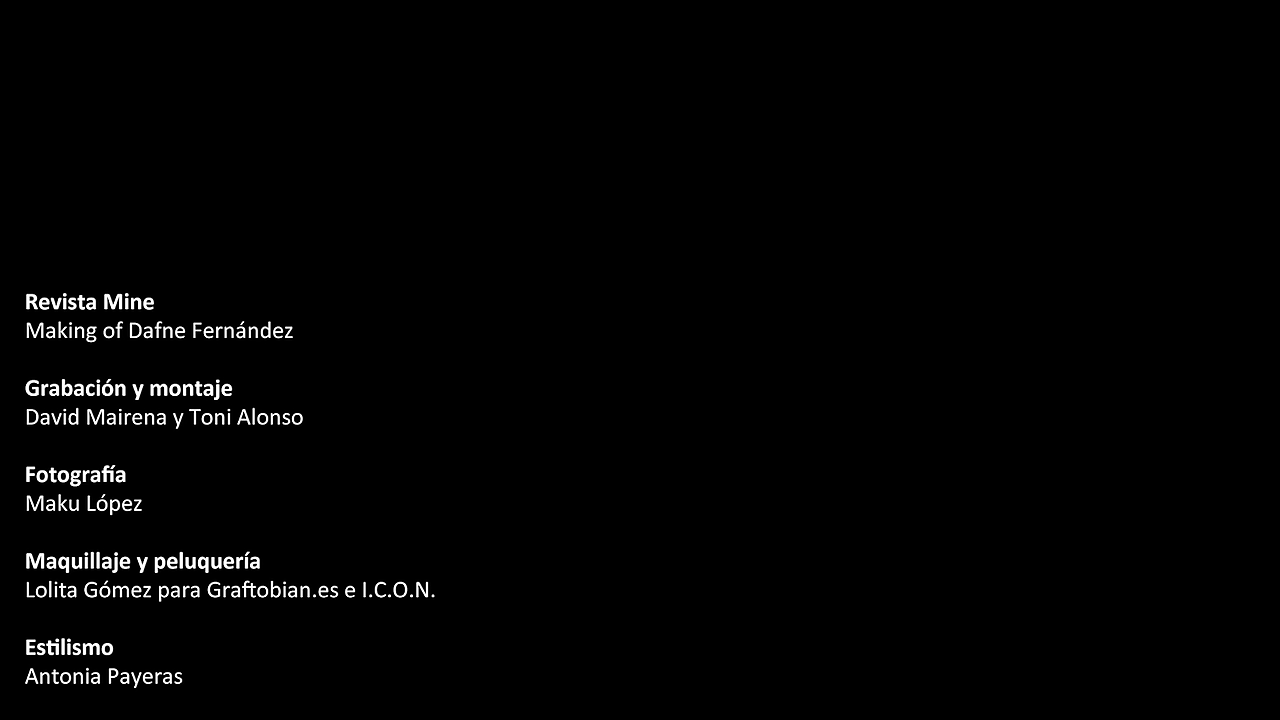 Revista Mine
Making of Dafne Fernández
Grabación y montaje
David Mairena y Toni Alonso
Fotografía
Maku López
Maquillaje y peluquería
Lolita Gómez para Graftobian.es e I.C.O.N.
Estilismo
Antonia Payeras